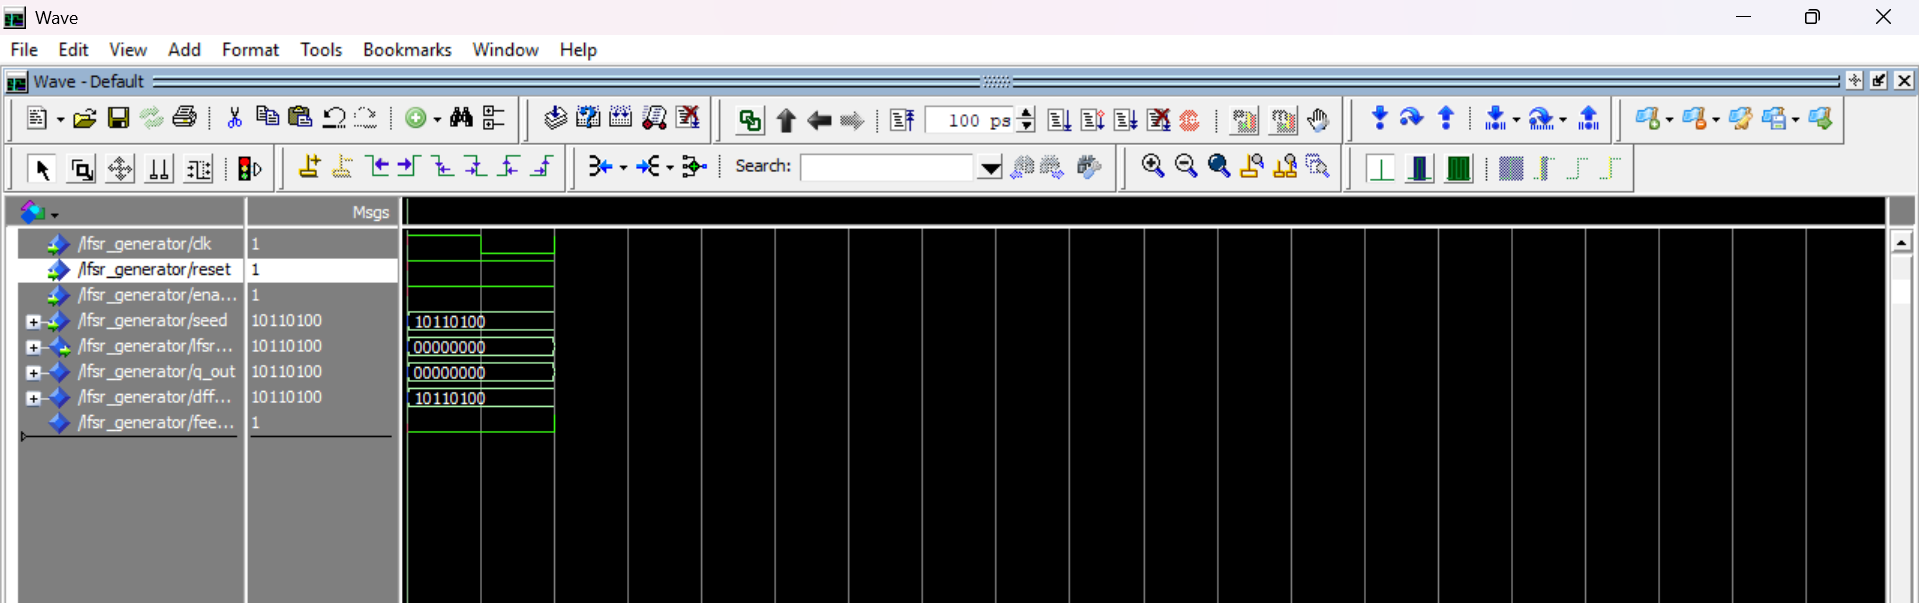 Wave
File Edit View Add Format Tools Bookmarks Window Help
Wave - Default
100 ps
Search:
Msgs
/lfsr_generator/clk 1
/lfsr_generator/reset 1
/lfsr_generator/ena... 1
/lfsr_generator/seed 10110100 10110100
/lfsr_generator/lfsr... 10110100 00000000
/lfsr_generator/q_out 10110100 00000000
/lfsr_generator/dff... 10110100 10110100
/lfsr_generator/fee... 1